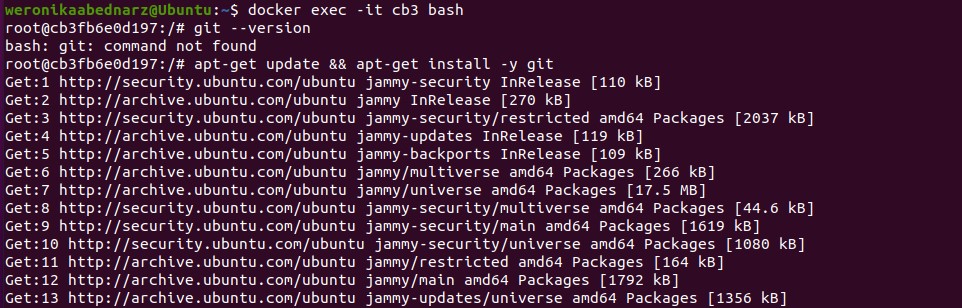 weronikaabednarz@Ubuntu:~$ docker exec -it cb3 bash
root@cb3fb6e0d197:/# git --version
bash: git: command not found
root@cb3fb6e0d197:/# apt-get update && apt-get install -y git
Get:1 http://security.ubuntu.com/ubuntu jammy-security InRelease [110 kB]
Get:2 http://archive.ubuntu.com/ubuntu jammy InRelease [270 kB]
Get:3 http://security.ubuntu.com/ubuntu jammy-security/restricted amd64 Packages [2037 kB]
Get:4 http://archive.ubuntu.com/ubuntu jammy-updates InRelease [119 kB]
Get:5 http://archive.ubuntu.com/ubuntu jammy-backports InRelease [109 kB]
Get:6 http://archive.ubuntu.com/ubuntu jammy/multiverse amd64 Packages [266 kB]
Get:7 http://archive.ubuntu.com/ubuntu jammy/universe amd64 Packages [17.5 MB]
Get:8 http://security.ubuntu.com/ubuntu jammy-security/multiverse amd64 Packages [44.6 kB]
Get:9 http://security.ubuntu.com/ubuntu jammy-security/main amd64 Packages [1619 kB]
Get:10 http://security.ubuntu.com/ubuntu jammy-security/universe amd64 Packages [1080 kB]
Get:11 http://archive.ubuntu.com/ubuntu jammy/restricted amd64 Packages [164 kB]
Get:12 http://archive.ubuntu.com/ubuntu jammy/main amd64 Packages [1792 kB]
Get:13 http://archive.ubuntu.com/ubuntu jammy-updates/universe amd64 Packages [1356 kB]